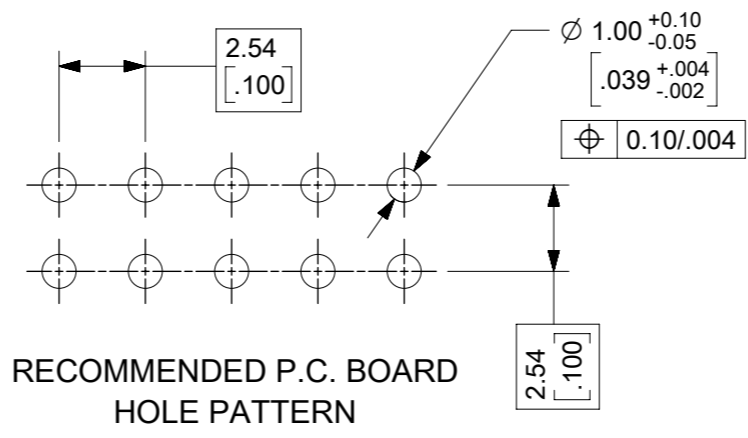 2.54
[.100]
Ø 1.00 +0.10
-0.05
[.039 +.004
-.002]
⌖ 0.10/.004
2.54
[.100]
RECOMMENDED P.C. BOARD
HOLE PATTERN